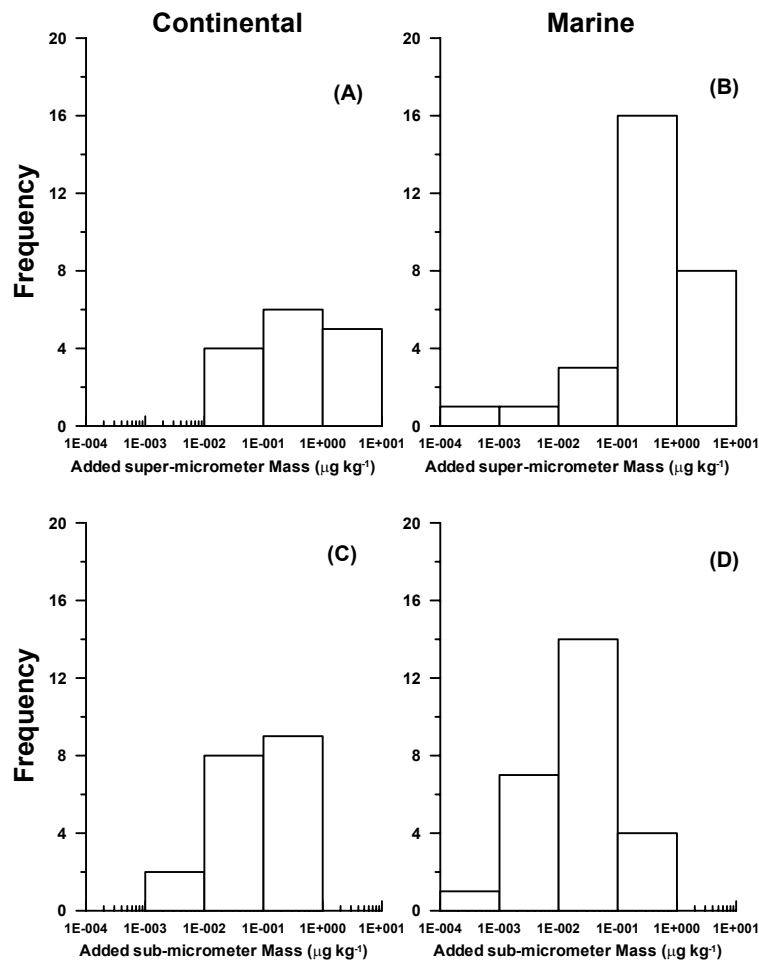 Continental
Marine
20
16
12
8
4
0
Frequency
(A)
1E-004 1E-003 1E-002 1E-001 1E+000 1E+001
Added super-micrometer Mass (μg kg-1)
20
16
12
8
4
0
(B)
1E-004 1E-003 1E-002 1E-001 1E+000 1E+001
Added super-micrometer Mass (μg kg-1)
20
16
12
8
4
0
Frequency
(C)
1E-004 1E-003 1E-002 1E-001 1E+000 1E+001
Added sub-micrometer Mass (μg kg-1)
20
16
12
8
4
0
(D)
1E-004 1E-003 1E-002 1E-001 1E+000 1E+001
Added sub-micrometer Mass (μg kg-1)